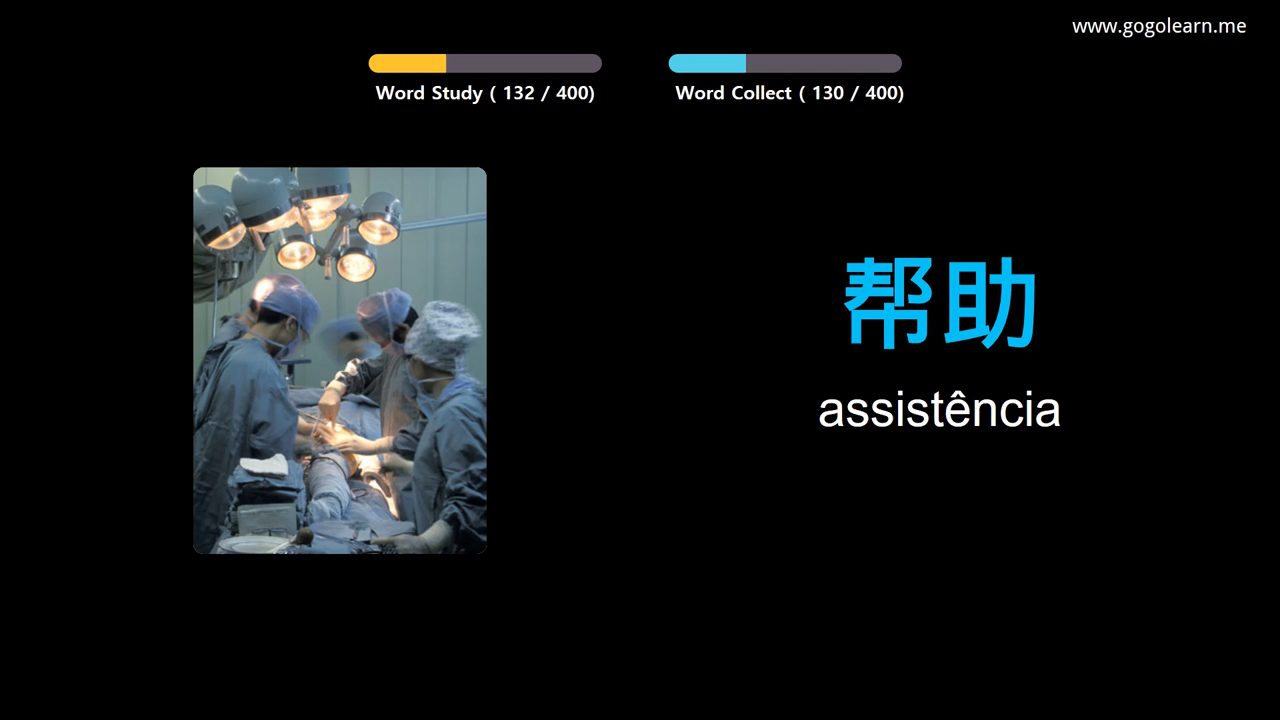 www.gogolearn.me
Word Study ( 132 / 400)
Word Collect ( 130 / 400)
帮助
assistência